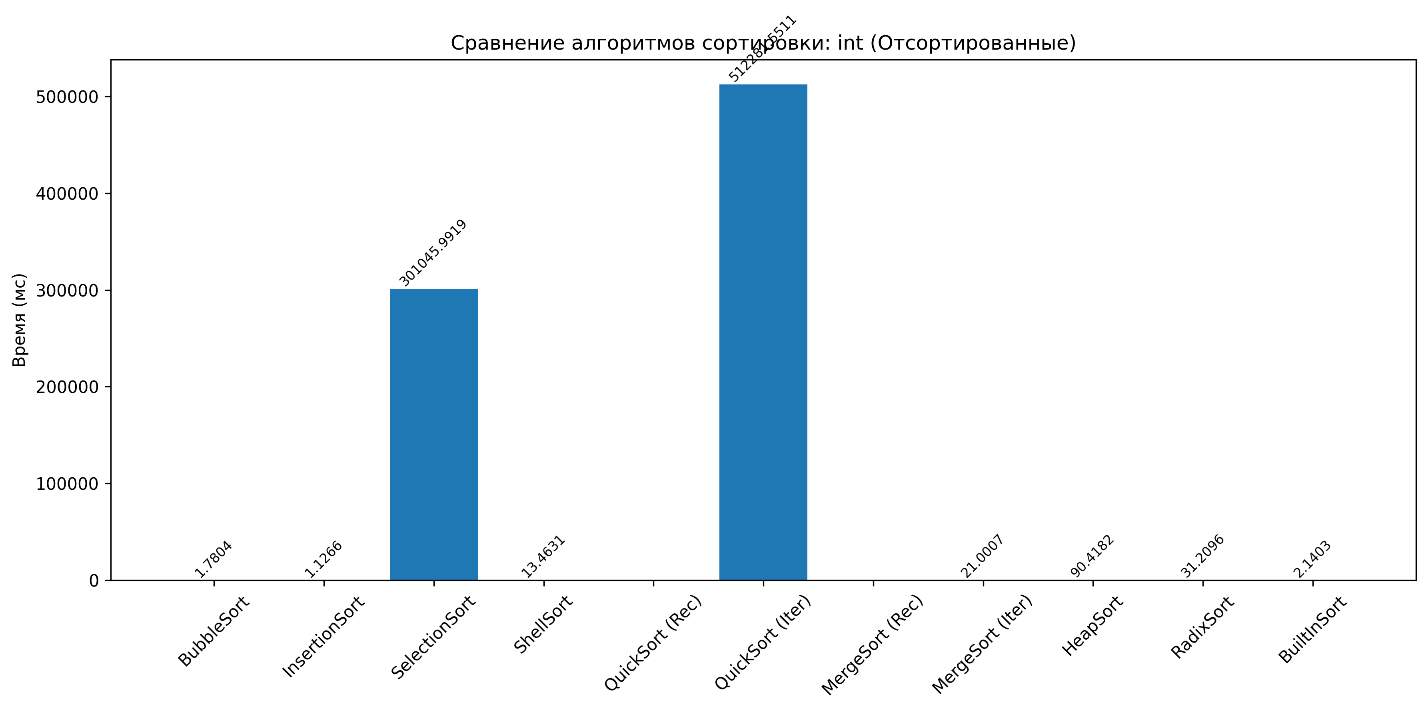 Сравнение алгоритмов сортировки: int (Отсортированные)
Время (мс)
500000
400000
300000
200000
100000
0
1.7804
1.1266
301045.9919
13.4631
21.0007
90.4182
31.2096
2.1403
BubbleSort
InsertionSort
SelectionSort
ShellSort
QuickSort (Rec)
QuickSort (Iter)
MergeSort (Rec)
MergeSort (Iter)
HeapSort
RadixSort
BuiltInSort